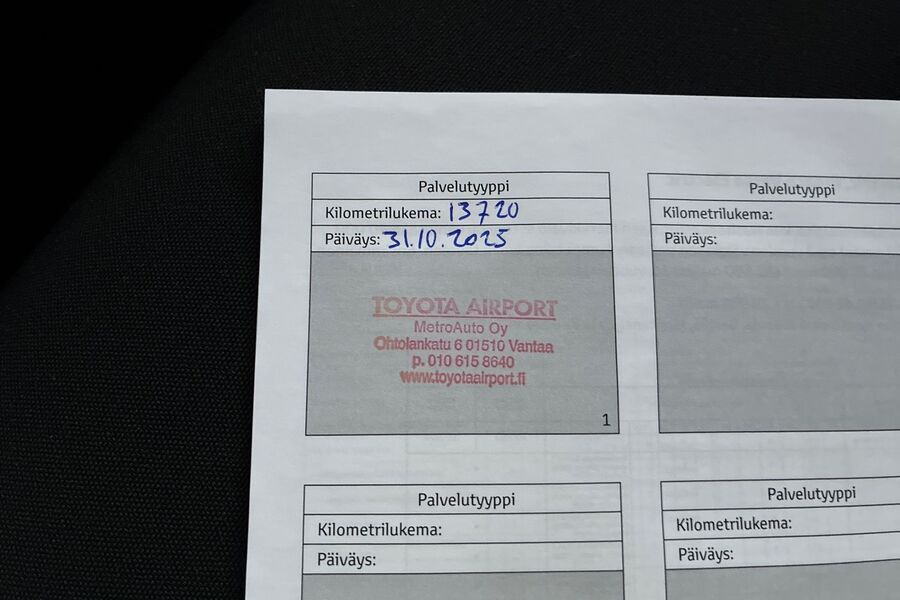 Palvelutyyppi
Kilometrilukema: 13720
Päiväys: 31.10.2025
TOYOTA AIRPORT
MetroAuto Oy
Ohtolankatu 6 01510 Vantaa
p. 010 615 8640
www.toyotaairport.fi
1
Palvelutyyppi
Kilometrilukema:
Päiväys:
Palvelutyyppi
Kilometrilukema:
Päiväys:
Palvelutyyppi
Kilometrilukema:
Päiväys: